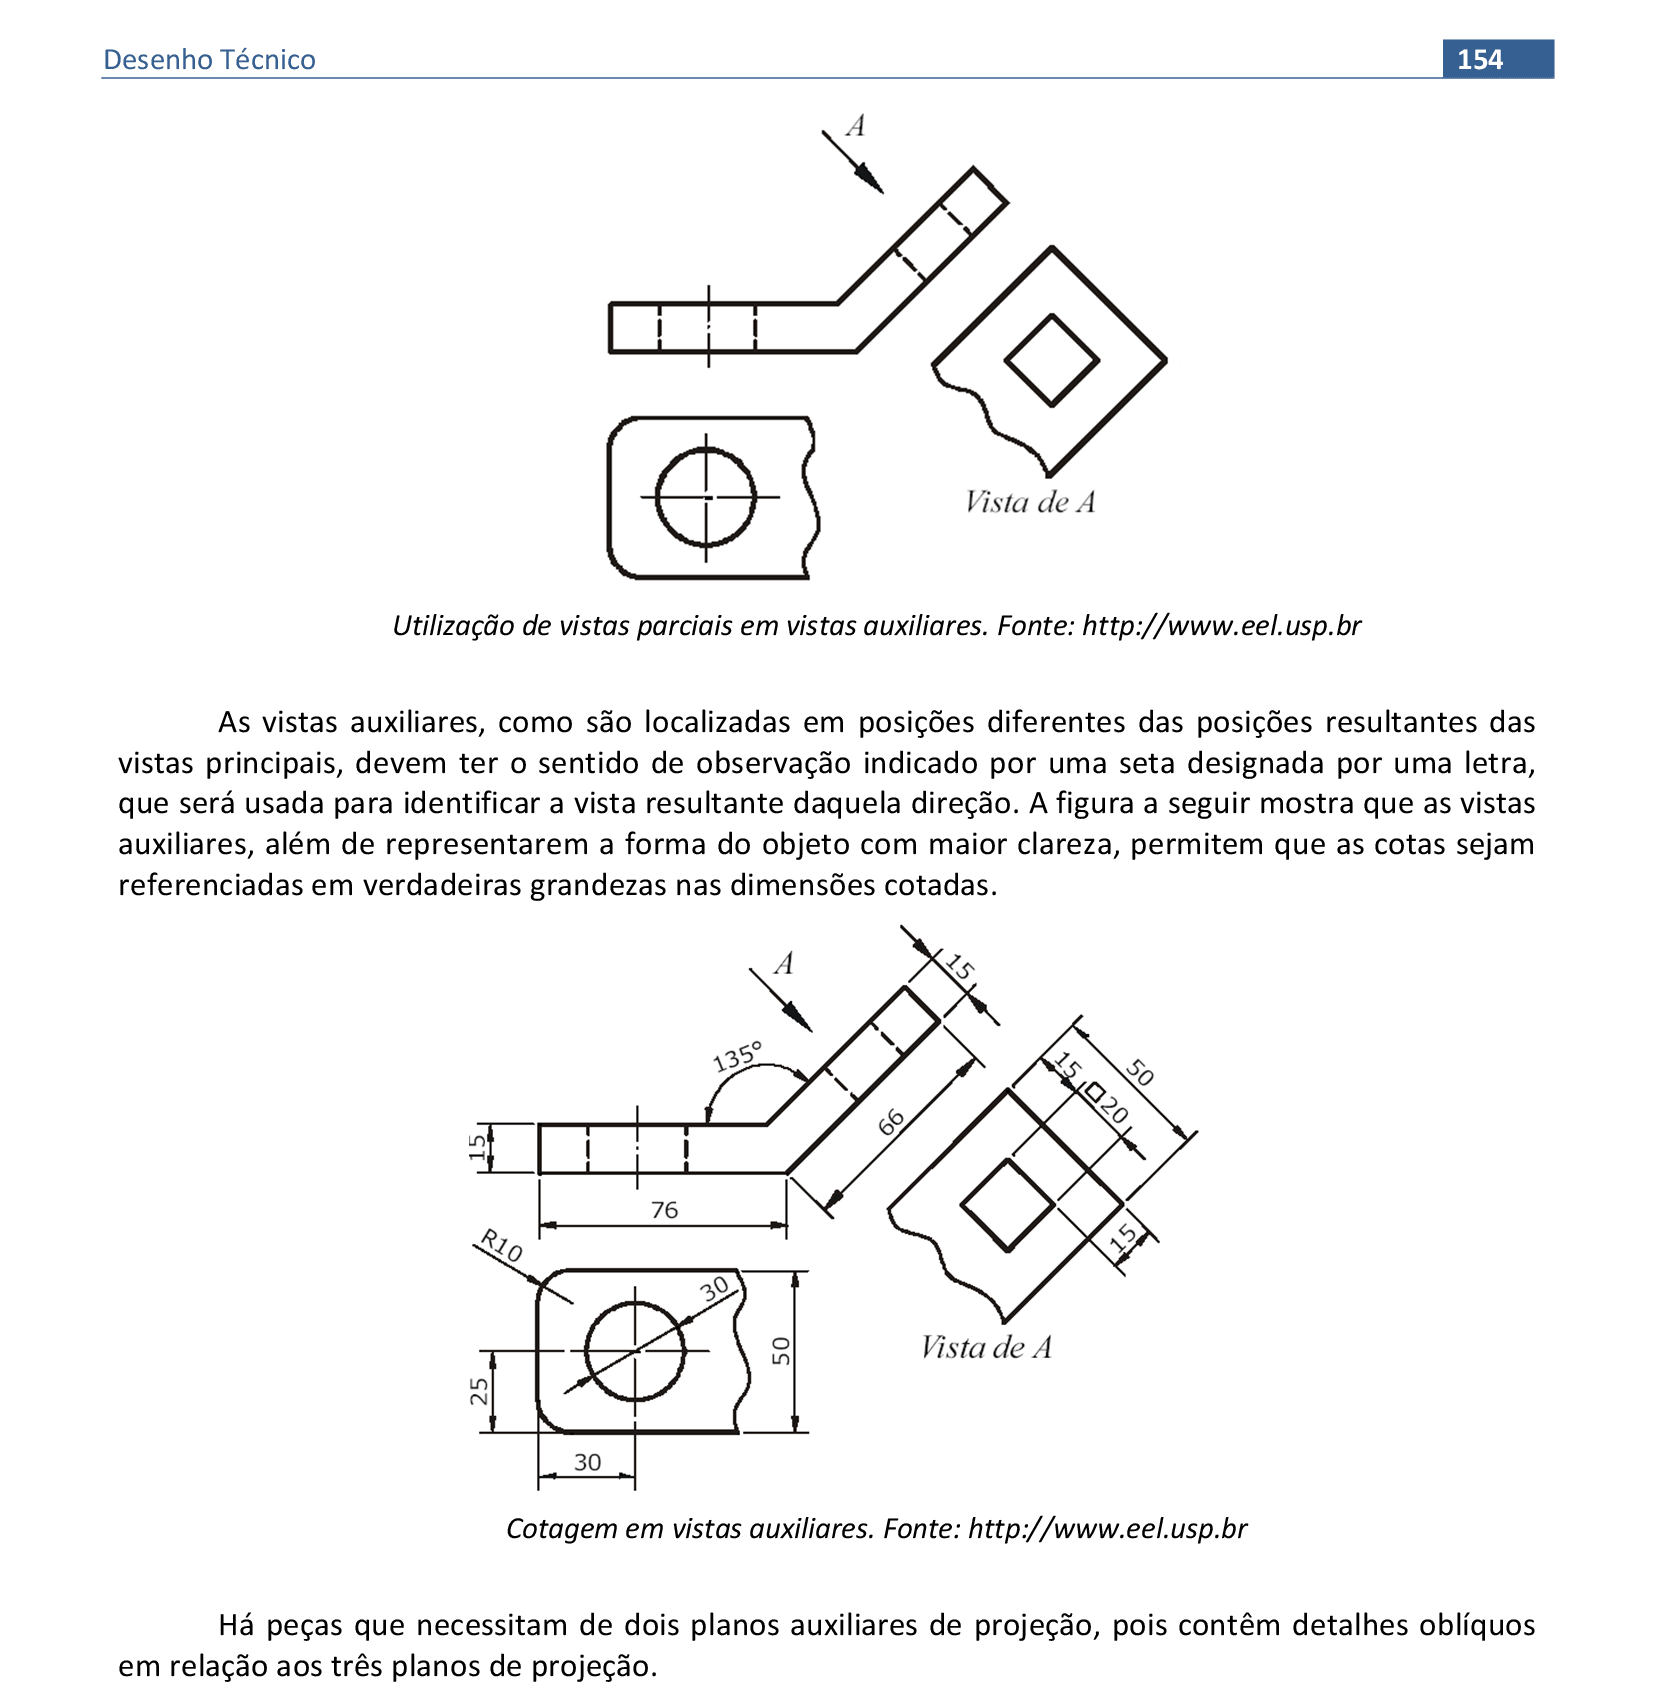 Desenho Técnico 154
A
Vista de A
Utilização de vistas parciais em vistas auxiliares. Fonte: http://www.eel.usp.br
As vistas auxiliares, como são localizadas em posições diferentes das posições resultantes das
vistas principais, devem ter o sentido de observação indicado por uma seta designada por uma letra,
que será usada para identificar a vista resultante daquela direção. A figura a seguir mostra que as vistas
auxiliares, além de representarem a forma do objeto com maior clareza, permitem que as cotas sejam
referenciadas em verdadeiras grandezas nas dimensões cotadas.
A
15
135°
15
50
20
66
15
76
15
R10
30
50
25
30
Vista de A
Cotagem em vistas auxiliares. Fonte: http://www.eel.usp.br
Há peças que necessitam de dois planos auxiliares de projeção, pois contêm detalhes oblíquos
em relação aos três planos de projeção.